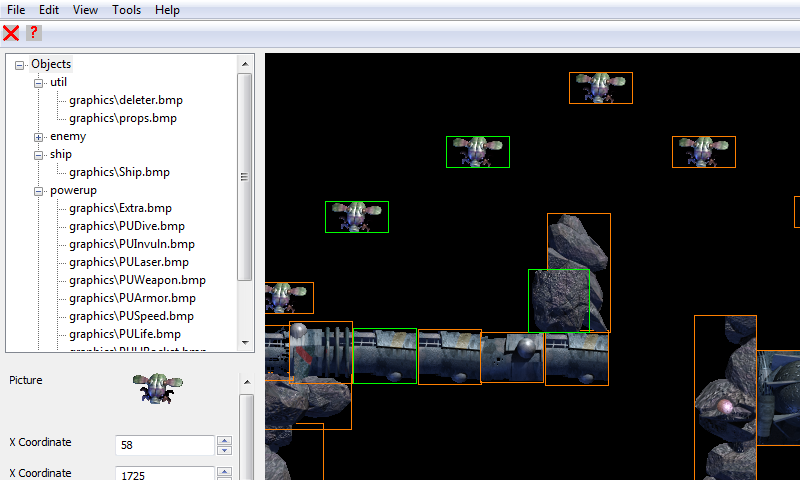 File Edit View Tools Help
?
Objects
util
graphics\deleter.bmp
graphics\props.bmp
enemy
ship
graphics\Ship.bmp
powerup
graphics\Extra.bmp
graphics\PUDive.bmp
graphics\PUInvuln.bmp
graphics\PULaser.bmp
graphics\PUWeapon.bmp
graphics\PUArmor.bmp
graphics\PUSpeed.bmp
graphics\PULife.bmp
Picture
X Coordinate
58
X Coordinate
1725